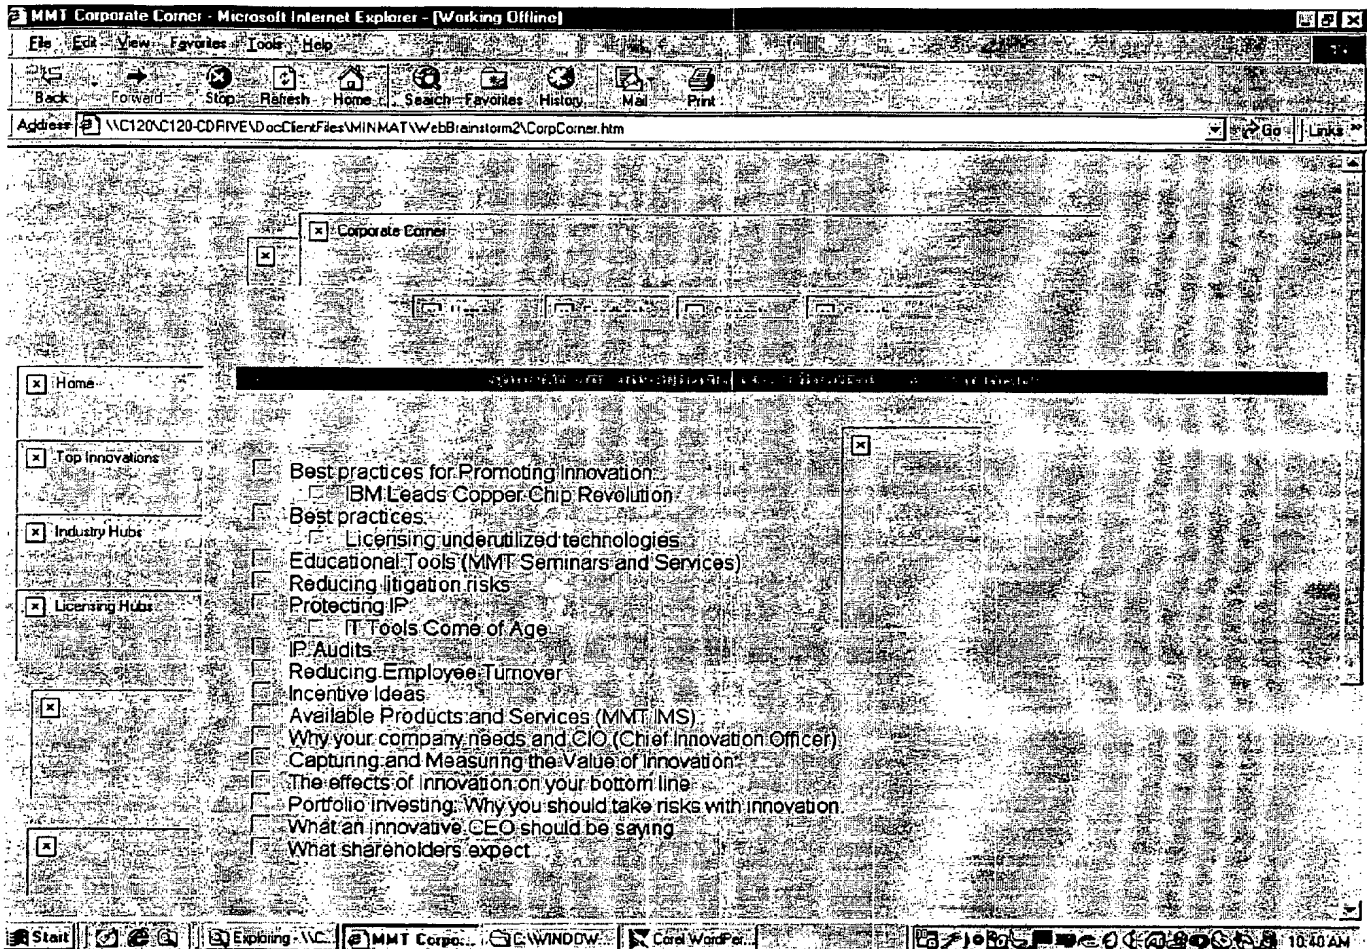 MMT Corporate Corner - Microsoft Internet Explorer - [Working Offline]
File Edit View Favorites Tools Help
Back Forward Stop Refresh Home Search Favorites History Mail Print
Address \\C120\C120-CDRIVE\DocClientFiles\MINMAT\WebBrainstorm2\CorpCorner.htm Go Links
Corporate Corner
Home
Top Innovations
Industry Hubs
Licensing Hubs
Best practices for Promoting Innovation
IBM Leads Copper Chip Revolution
Best practices
Licensing underutilized technologies
Educational Tools (MMT Seminars and Services)
Reducing litigation risks
Protecting IP
IT Tools Come of Age
IP Audits
Reducing Employee Turnover
Incentive Ideas
Available Products and Services (MMT IMS)
Why your company needs and CIO (Chief Innovation Officer)
Capturing and Measuring the Value of Innovation
The effects of innovation on your bottom line
Portfolio investing: Why you should take risks with innovation
What an innovative CEO should be saying
What shareholders expect
Start Exploring - \\C... MMT Corpo... C:\WINDOW... Corel WordPer... 10:40 AM